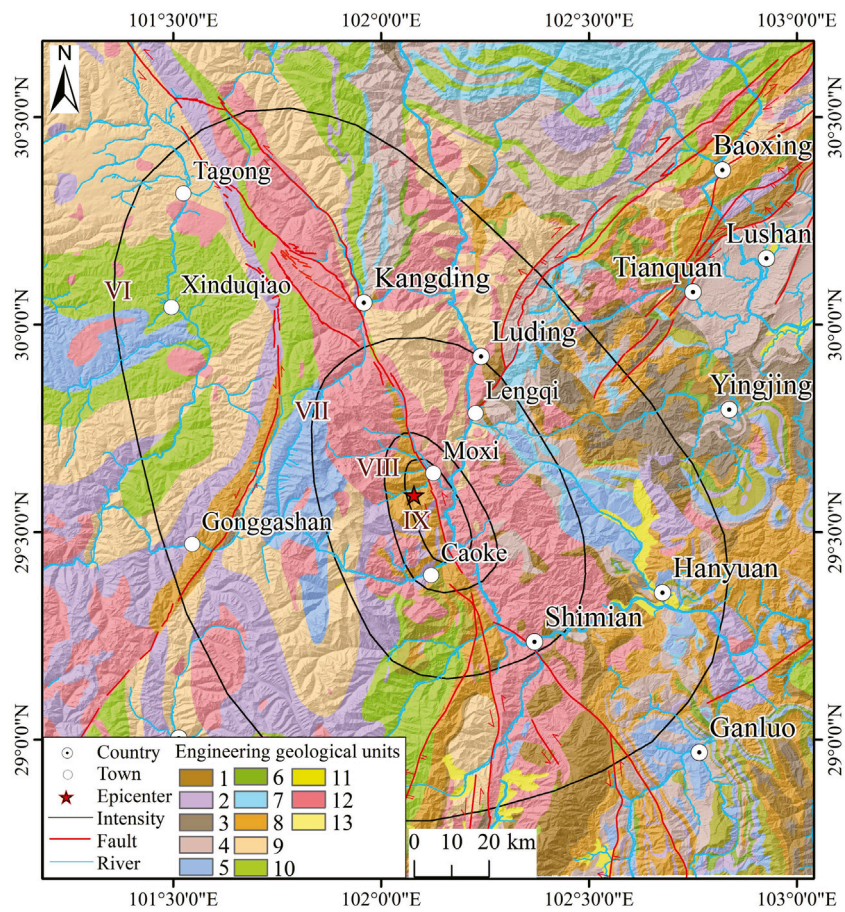 101°30'0"E 102°0'0"E 102°30'0"E 103°0'0"E
N
30°30'0"N
30°30'0"N
Baoxing
Tagong
Lushan
Tianquan
VI
Xinduqiao
Kangding
30°0'0"N
30°0'0"N
Luding
Lengqi
Yingjing
VII
VIII
Moxi
IX
29°30'0"N
29°30'0"N
Gonggashan
Caoke
Hanyuan
Shimian
29°0'0"N
29°0'0"N
Ganluo
Country Engineering geological units
Town 1 6 11
Epicenter 2 7 12
Intensity 3 8 13
Fault 4 9
River 5 10
0 10 20 km
101°30'0"E 102°0'0"E 102°30'0"E 103°0'0"E